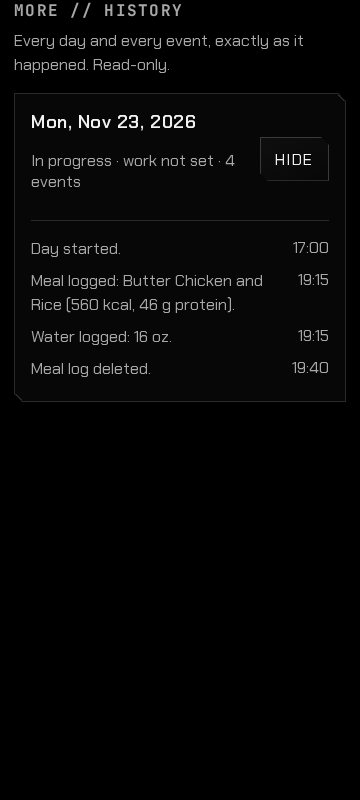 MORE // HISTORY
Every day and every event, exactly as it
happened. Read-only.
Mon, Nov 23, 2026
In progress · work not set · 4
events
HIDE
Day started.
17:00
Meal logged: Butter Chicken and
Rice (560 kcal, 46 g protein).
19:15
Water logged: 16 oz.
19:15
Meal log deleted.
19:40